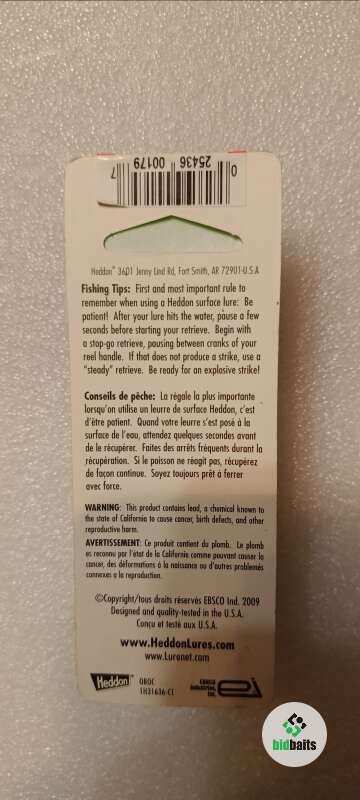 0 25436 00179 7
Heddon® 3601 Jenny Lind Rd, Fort Smith, AR 72901-U.S.A
Fishing Tips: First and most important rule to
remember when using a Heddon surface lure: Be
patient! After your lure hits the water, pause a few
seconds before starting your retrieve. Begin with
a stop-go retrieve, pausing between cranks of your
reel handle. If that does not produce a strike, use a
"steady" retrieve. Be ready for an explosive strike!
Conseils de pêche: La régale la plus importante
lorsqu'on utilise un leurre de surface Heddon, c'est
d'être patient. Quand votre leurre s'est posé à la
surface de l'eau, attendez quelques secondes avant
de le récupérer. Faites des arrêts fréquents durant la
récupération. Si le poisson ne réagit pas, récupérez
de façon continue. Soyez toujours prêt à ferrer
avec force.
WARNING: This product contains lead, a chemical known to
the state of California to cause cancer, birth defects, and other
reproductive harm.
AVERTISSEMENT: Ce produit contient du plomb. Le plomb
es reconnu par l'état de la Californie comme pouvant causer la
cancer, des déformations à la naissance ou d'autres problémés
connexes a la reproduction.
©Copyright/tous droits réservés EBSCO Ind. 2009
Designed and quality-tested in the U.S.A.
Conçu et testé aux U.S.A.
www.HeddonLures.com
www.Lurenet.com
Heddon®
OBOC
LH31636-C1
EBSCO
Industries,
Inc.
bidbaits